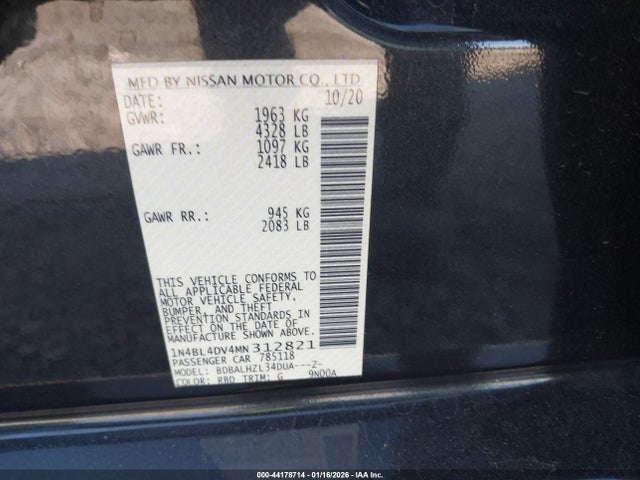 MFD BY NISSAN MOTOR CO., LTD
DATE: 10/20
GVWR: 1963 KG
4328 LB
GAWR FR.: 1097 KG
2418 LB
GAWR RR.: 945 KG
2083 LB
THIS VEHICLE CONFORMS TO
ALL APPLICABLE FEDERAL
MOTOR VEHICLE SAFETY,
BUMPER, AND THEFT
PREVENTION STANDARDS IN
EFFECT ON THE DATE OF
MANUFACTURE SHOWN ABOVE.
1N4BL4DV4MN312821
PASSENGER CAR 785118
MODEL: BDBALHZL34DUA---Z-
COLOR: RBD TRIM: G 9N00A
000-44178714 - 01/16/2026 - © IAA Inc.